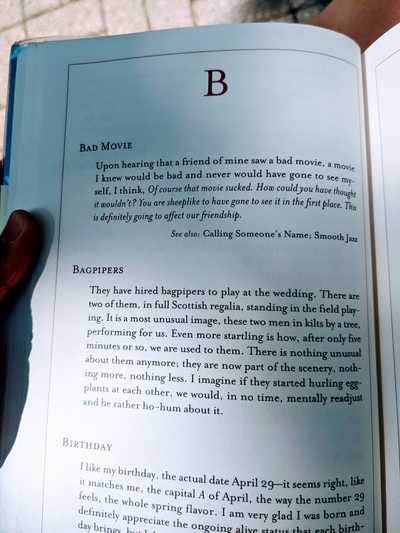 B
BAD MOVIE
Upon hearing that a friend of mine saw a bad movie, a movie
I knew would be bad and never would have gone to see my-
self, I think, Of course that movie sucked. How could you have thought
it wouldn't? You are sheeplike to have gone to see it in the first place. This
is definitely going to affect our friendship.
See also: Calling Someone's Name; Smooth Jazz
BAGPIPERS
They have hired bagpipers to play at the wedding. There are
two of them, in full Scottish regalia, standing in the field play-
ing. It is a most unusual image, these two men in kilts by a tree,
performing for us. Even more startling is how, after only five
minutes or so, we are used to them. There is nothing unusual
about them anymore; they are now part of the scenery, noth-
ing more, nothing less. I imagine if they started hurling egg-
plants at each other, we would, in no time, mentally readjust
and be rather ho-hum about it.
BIRTHDAY
I like my birthday, the actual date April 29—it seems right, like
it matches me, the capital A of April, the way the number 29
feels, the whole spring flavor. I am very glad I was born and
definitely appreciate the ongoing alive status that each birth-
day brings, but I